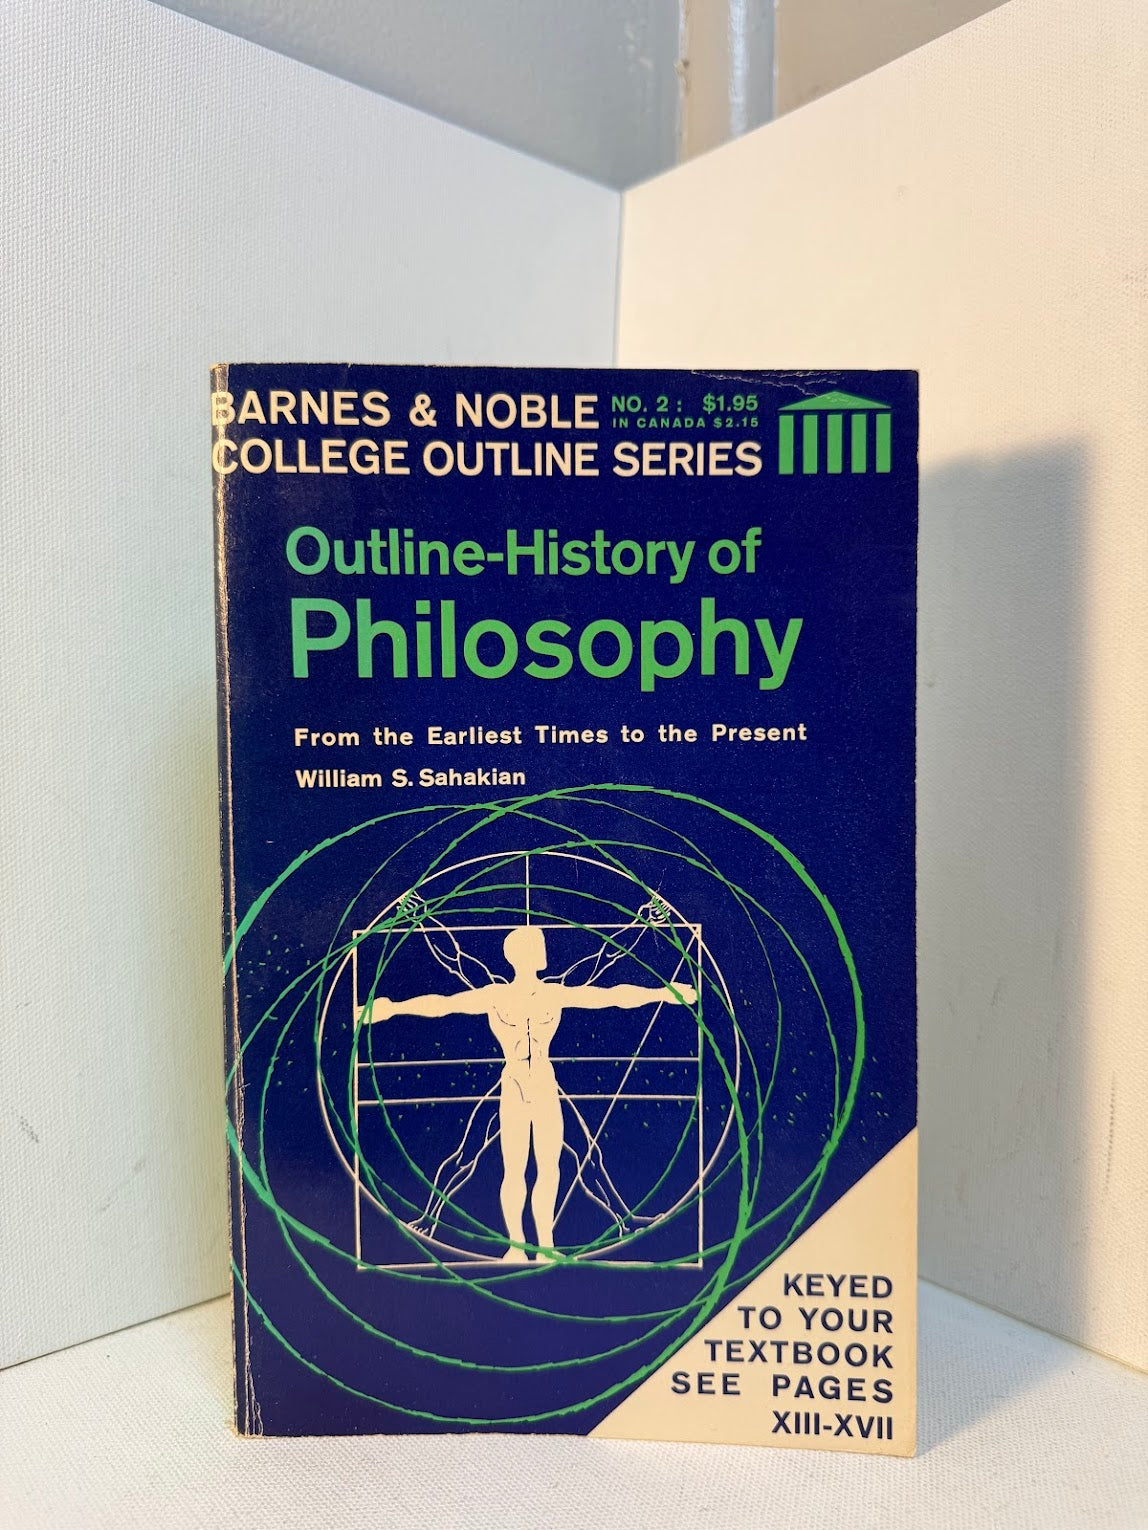 BARNES & NOBLE NO. 2: $1.95
IN CANADA $2.15
COLLEGE OUTLINE SERIES
Outline-History of
Philosophy
From the Earliest Times to the Present
William S. Sahakian
KEYED
TO YOUR
TEXTBOOK
SEE PAGES
XIII-XVII